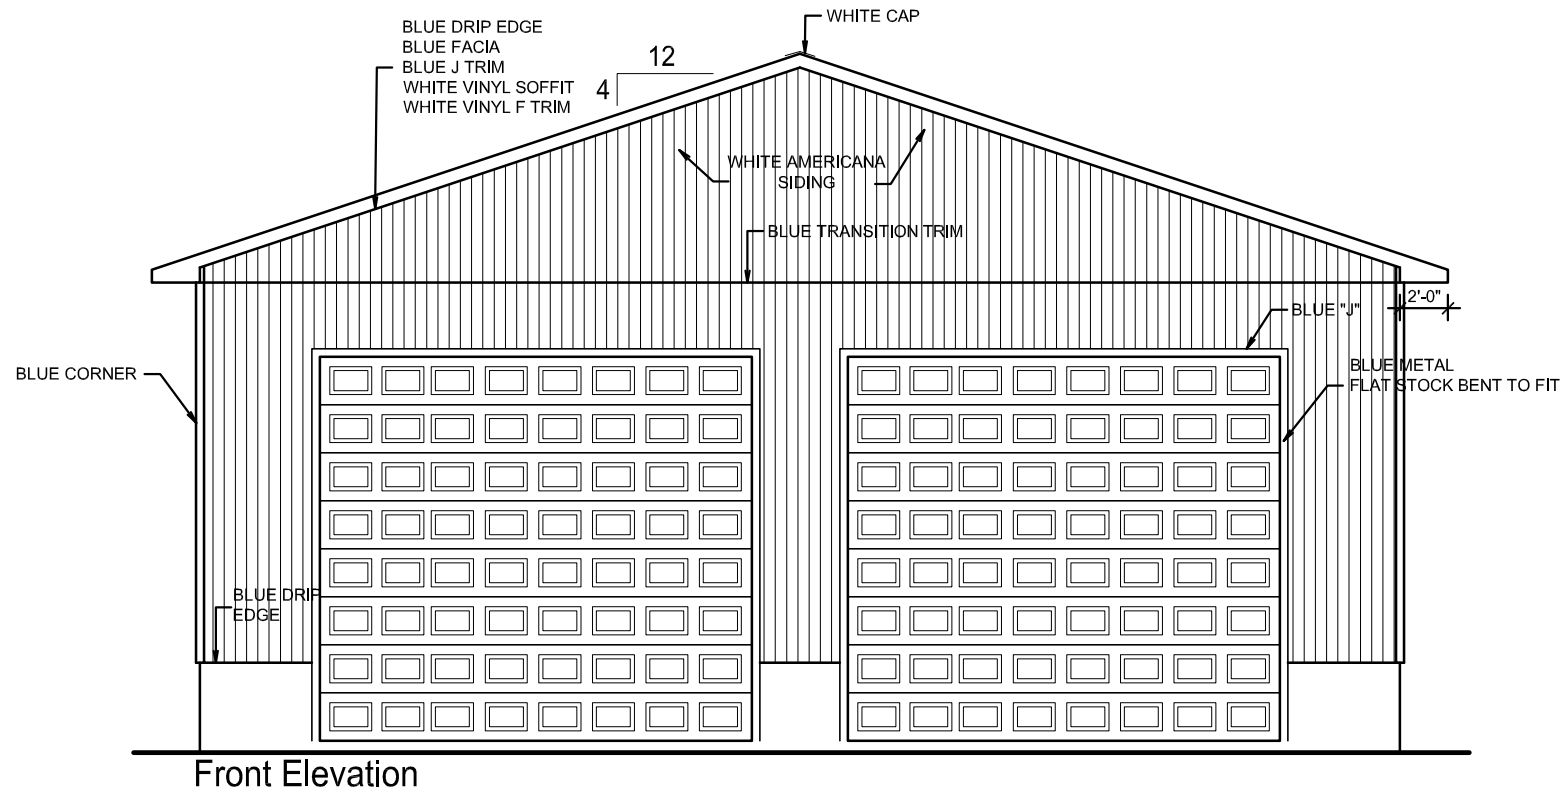 WHITE CAP
BLUE DRIP EDGE
BLUE FACIA
BLUE J TRIM
WHITE VINYL SOFFIT
WHITE VINYL F TRIM
12
4
WHITE AMERICANA
SIDING
BLUE TRANSITION TRIM
2'-0"
BLUE "J"
BLUE CORNER
BLUE METAL
FLAT STOCK BENT TO FIT
BLUE DRIP
EDGE
Front Elevation